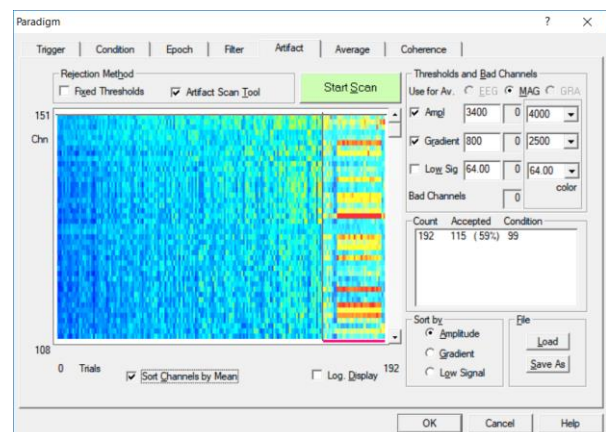 Paradigm ? ×
Trigger Condition Epoch Filter Artifact Average Coherence
Rejection Method
Fixed Thresholds Artifact Scan Tool
Start Scan
151
Chn
108
0 Trials 192
Sort Channels by Mean Log. Display
Thresholds and Bad Channels
Use for Av. EEG MAG GRA
Ampl 3400 0 4000
Gradient 800 0 2500
Low Sig 64.00 0 64.00
color
Bad Channels 0
Count Accepted Condition
192 115 (59%) 99
Sort by
Amplitude
Gradient
Low Signal
File
Load
Save As
OK Cancel Help